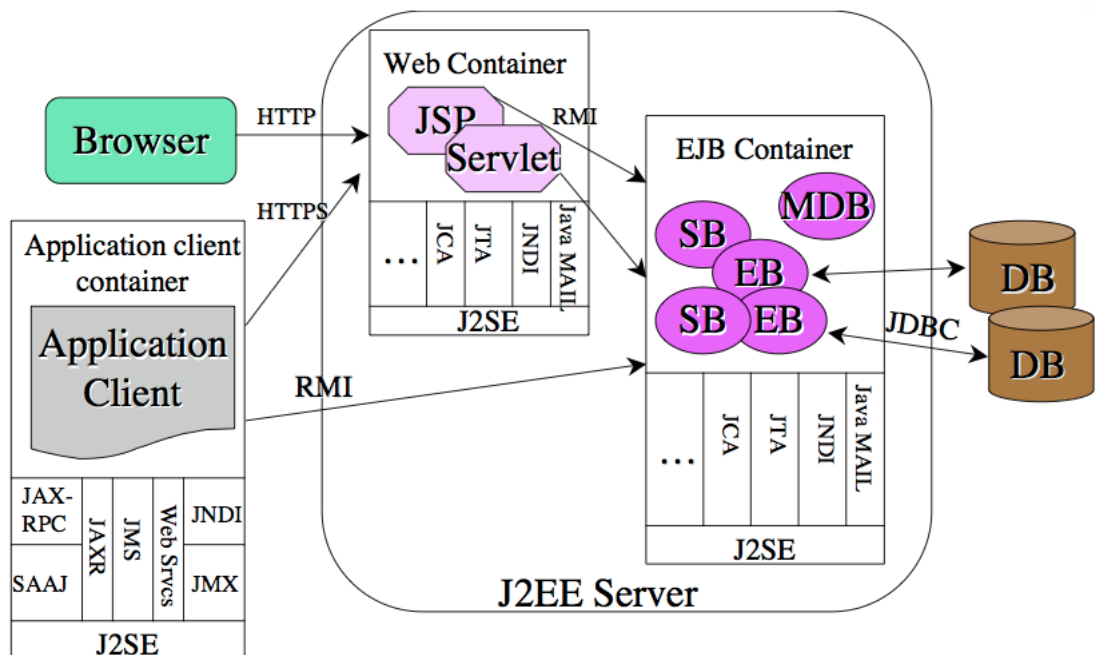 Browser
HTTP
HTTPS
Application client
container
Application
Client
RMI
JAX-
RPC
SAAJ
JAXR
JMS
Web Srvcs
JNDI
JMX
J2SE
Web Container
JSP
Servlet
...
JCA
JTA
JNDI
Java MAIL
J2SE
RMI
EJB Container
MDB
SB
EB
SB
EB
...
JCA
JTA
JNDI
Java MAIL
J2SE
J2EE Server
JDBC
DB
DB